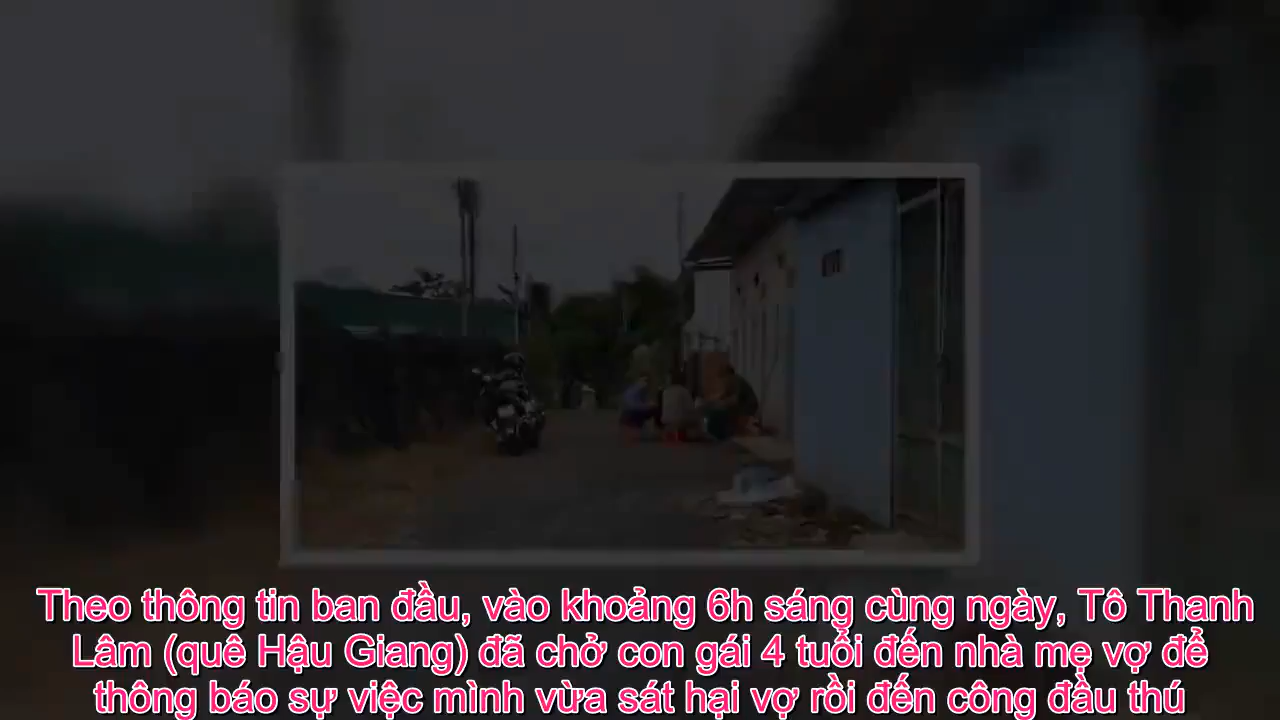 Theo thông tin ban đầu, vào khoảng 6h sáng cùng ngày, Tô Thanh
Lâm (quê Hậu Giang) đã chở con gái 4 tuổi đến nhà mẹ vợ để
thông báo sự việc mình vừa sát hại vợ rồi đến công đầu thú